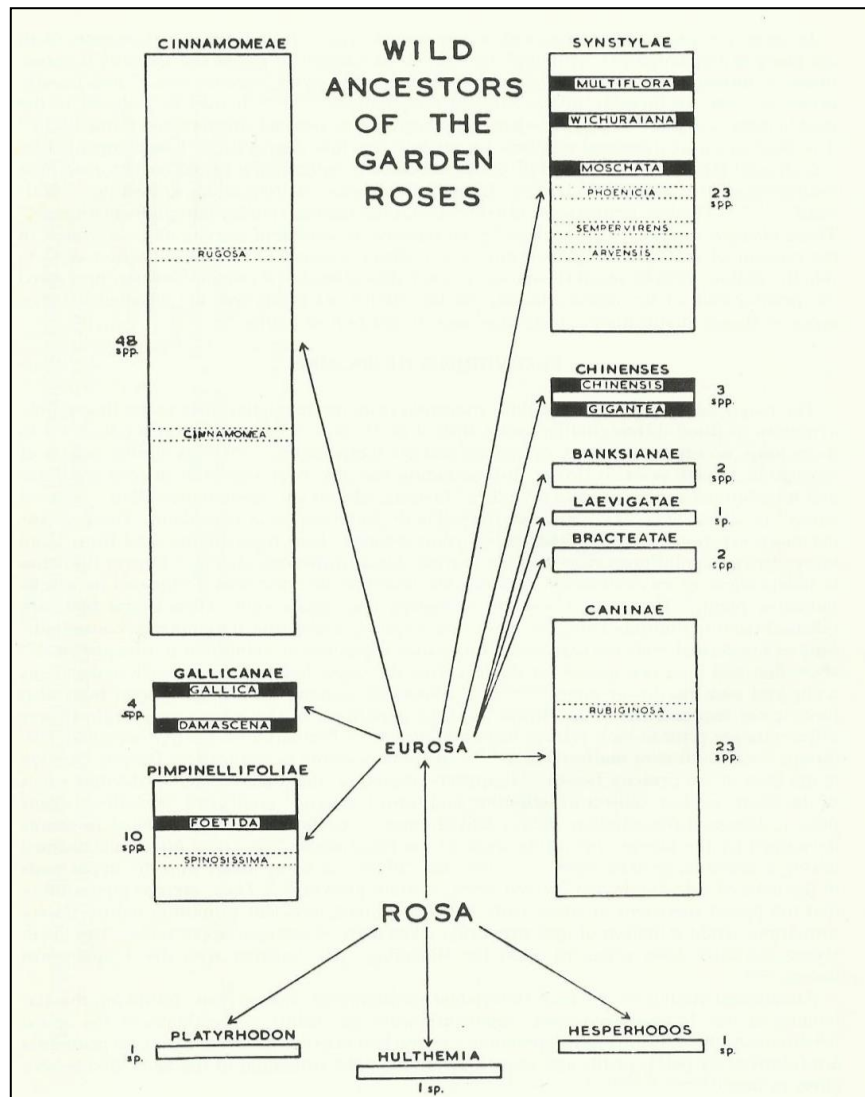 WILD
ANCESTORS
OF THE
GARDEN
ROSES
CINNAMOMEAE
RUGOSA
48
spp.
CINNAMOMEA
SYNSTYLAE
MULTIFLORA
WICHURAIANA
MOSCHATA
PHOENICIA
23
spp.
SEMPERVIRENS
ARVENSIS
CHINENSES
CHINENSIS
3
spp.
GIGANTEA
BANKSIANAE
2
spp.
LAEVIGATAE
1
sp.
BRACTEATAE
2
spp.
CANINAE
RUBIGINOSA
23
spp.
GALLICANAE
GALLICA
4
spp.
DAMASCENA
EUROSA
PIMPINELLIFOLIAE
FOETIDA
10
spp.
SPINOSISSIMA
ROSA
PLATYRHODON
1
sp.
HULTHEMIA
1 sp.
HESPERHODOS
1
sp.